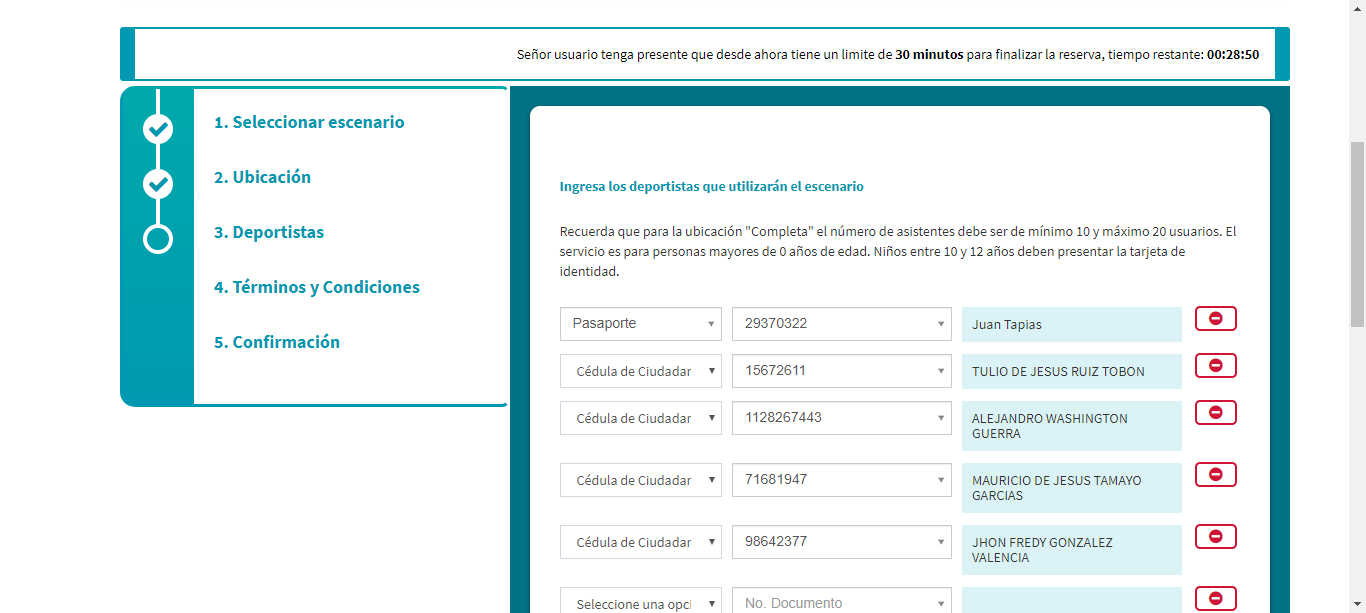 Señor usuario tenga presente que desde ahora tiene un limite de 30 minutos para finalizar la reserva, tiempo restante: 00:28:50
1. Seleccionar escenario
2. Ubicación
3. Deportistas
4. Términos y Condiciones
5. Confirmación
Ingresa los deportistas que utilizarán el escenario
Recuerda que para la ubicación "Completa" el número de asistentes debe ser de mínimo 10 y máximo 20 usuarios. El
servicio es para personas mayores de 0 años de edad. Niños entre 10 y 12 años deben presentar la tarjeta de
identidad.
Pasaporte 29370322 Juan Tapias
Cédula de Ciudadar 15672611 TULIO DE JESUS RUIZ TOBON
Cédula de Ciudadar 1128267443 ALEJANDRO WASHINGTON
GUERRA
Cédula de Ciudadar 71681947 MAURICIO DE JESUS TAMAYO
GARCIAS
Cédula de Ciudadar 98642377 JHON FREDY GONZALEZ
VALENCIA
Seleccione una opci No. Documento